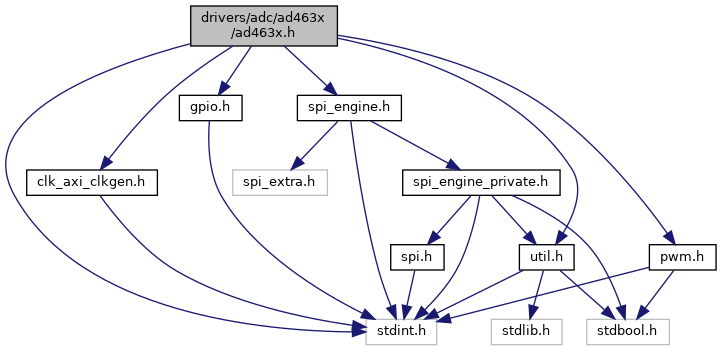 drivers/adc/ad463x
/ad463x.h
gpio.h
spi_engine.h
clk_axi_clkgen.h
spi_extra.h
spi_engine_private.h
spi.h
util.h
pwm.h
stdint.h
stdlib.h
stdbool.h